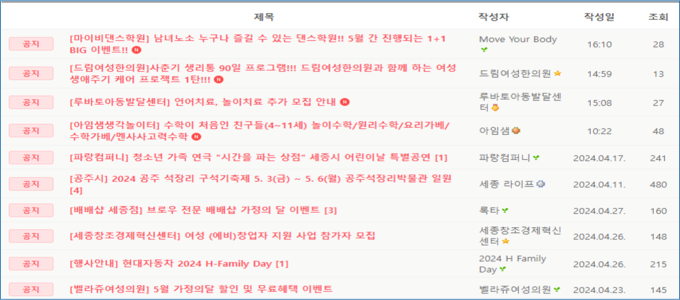 제목 작성자 작성일 조회
공지 [마이비댄스학원] 남녀노소 누구나 즐길 수 있는 댄스학원!! 5월 간 진행되는 1+1 Move Your Body 16:10 28
BIG 이벤트!! N
공지 [드림여성한의원]사춘기 생리통 90일 프로그램!!! 드림여성한의원과 함께 하는 여성 드림여성한의원 14:59 13
생애주기 케어 프로젝트 1탄!!! N
공지 [루바토아동발달센터] 언어치료, 놀이치료 추가 모집 안내 N 루바토아동발달센 15:08 27
터
공지 [아임샘생각놀이터] 수학이 처음인 친구들(4~11세) 놀이수학/원리수학/요리가베/ 아임샘 10:22 48
수학가베/멘사사고력수학 N
공지 [파랑컴퍼니] 청소년 가족 연극 "시간을 파는 상점" 세종시 어린이날 특별공연 [1] 파랑컴퍼니 2024.04.17. 241
공지 [공주시] 2024 공주 석장리 구석기축제 5. 3(금) ~ 5. 6(월) 공주석장리박물관 일원 세종 라이프 2024.04.11. 480
[4]
공지 [배배샵 세종점] 브로우 전문 배배샵 가정의 달 이벤트 [3] 록타 2024.04.27. 160
공지 [세종창조경제혁신센터] 여성 (예비)창업자 지원 사업 참가자 모집 세종창조경제혁신 2024.04.26. 148
센터
공지 [행사안내] 현대자동차 2024 H-Family Day [1] 2024 H Family 2024.04.26. 215
Day
공지 [벨라쥬여성의원] 5월 가정의달 할인 및 무료혜택 이벤트 벨라쥬여성의원 2024.04.23. 145